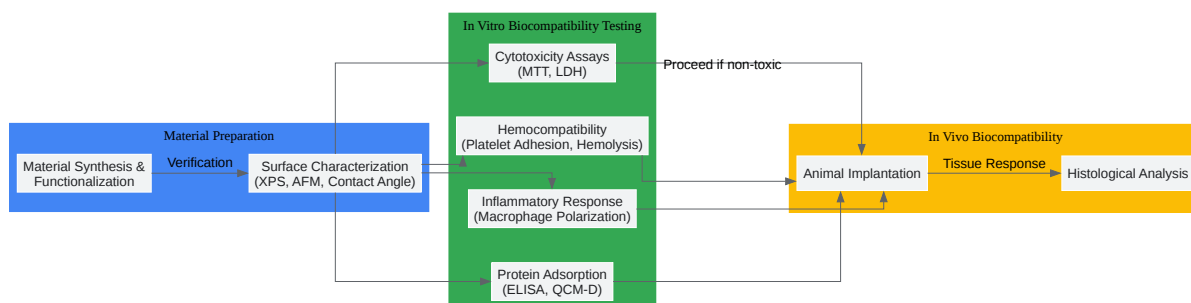 Material Preparation
Material Synthesis &
Functionalization
Verification
Surface Characterization
(XPS, AFM, Contact Angle)
In Vitro Biocompatibility Testing
Cytotoxicity Assays
(MTT, LDH)
Proceed if non-toxic
Hemocompatibility
(Platelet Adhesion, Hemolysis)
Inflammatory Response
(Macrophage Polarization)
Protein Adsorption
(ELISA, QCM-D)
In Vivo Biocompatibility
Animal Implantation
Tissue Response
Histological Analysis